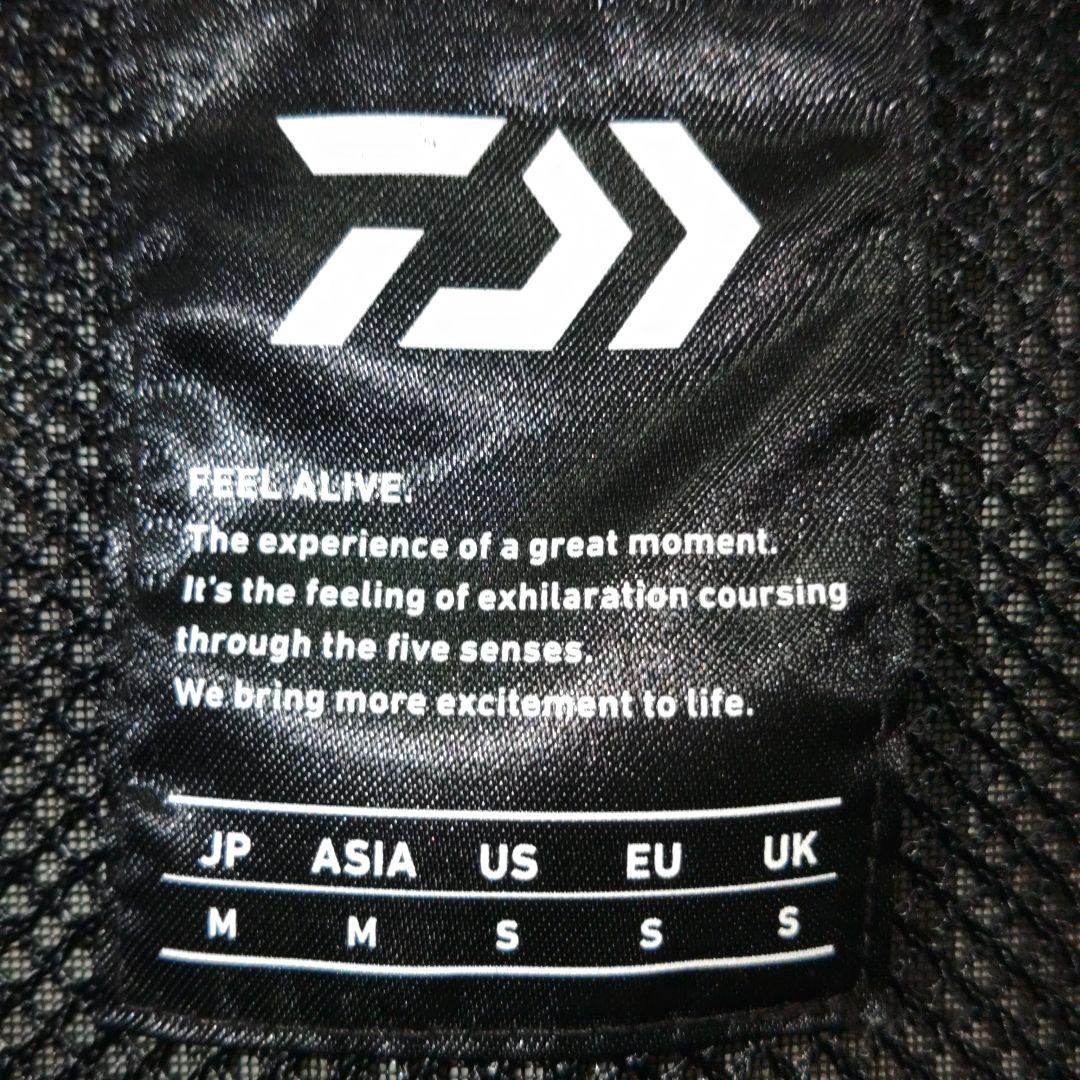 FEEL ALIVE.
The experience of a great moment.
It's the feeling of exhilaration coursing
through the five senses.
We bring more excitement to life.
JP ASIA US EU UK
M M S S S